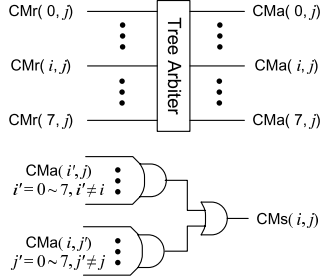 CMr( 0, j)
CMa( 0, j)
CMr( i, j)
Tree Arbiter
CMa( i, j)
CMr( 7, j)
CMa( 7, j)
CMa( i', j)
i' = 0 ~ 7, i' ≠ i
CMs( i, j)
CMa( i, j')
j' = 0 ~ 7, j' ≠ j